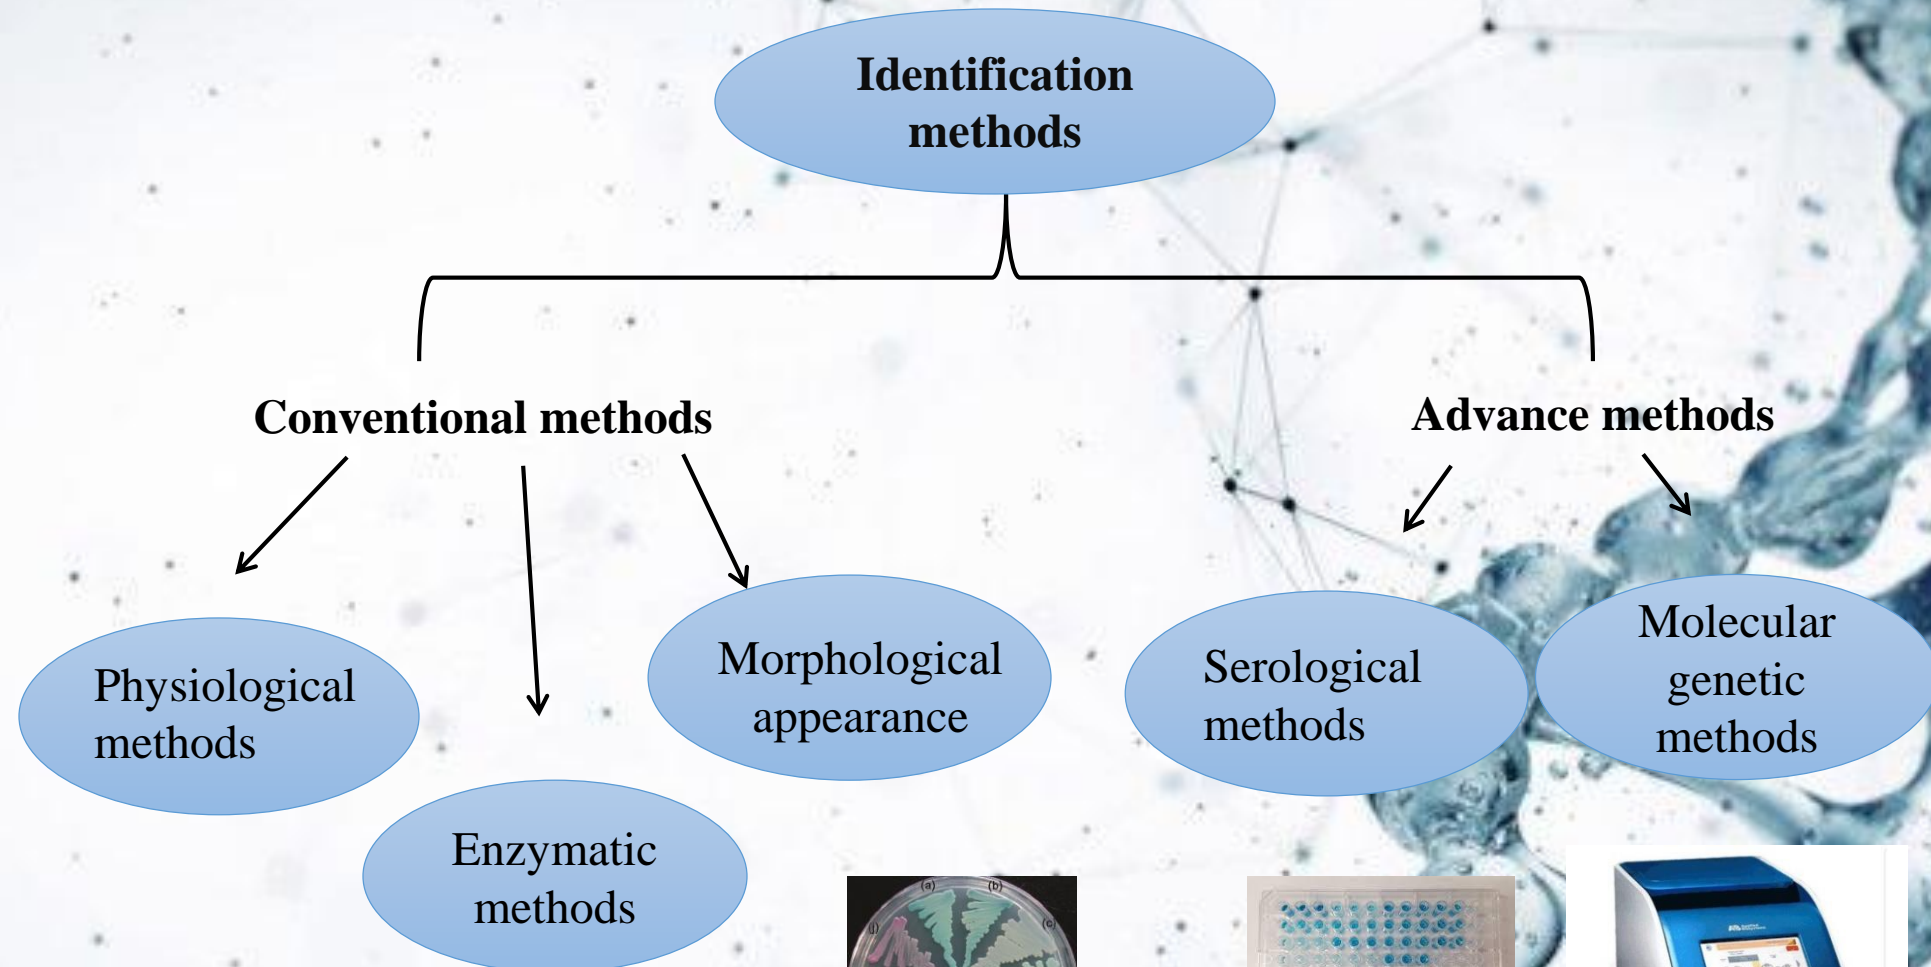 Identification
methods
Conventional methods
Advance methods
Physiological
methods
Enzymatic
methods
Morphological
appearance
Serological
methods
Molecular
genetic
methods
(a)
(b)
(c)
(j)